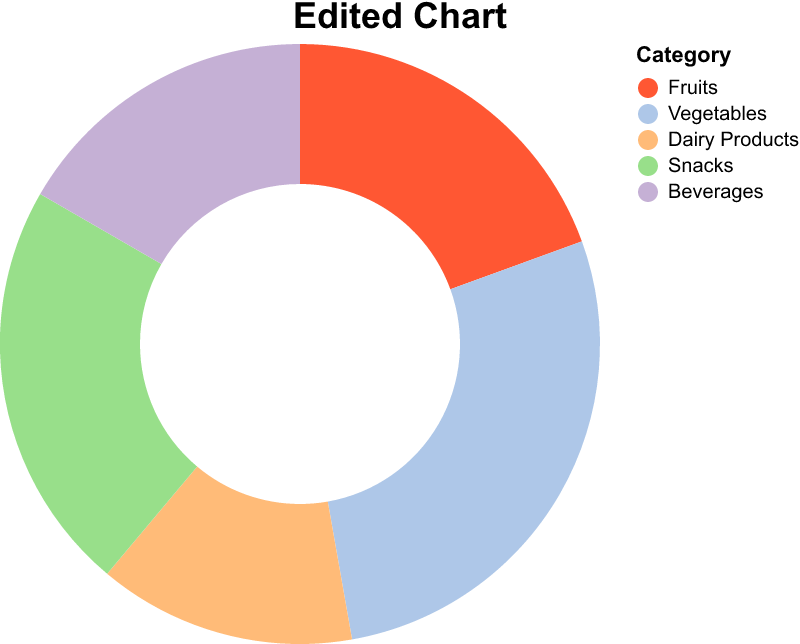 Edited Chart
Category
Fruits
Vegetables
Dairy Products
Snacks
Beverages